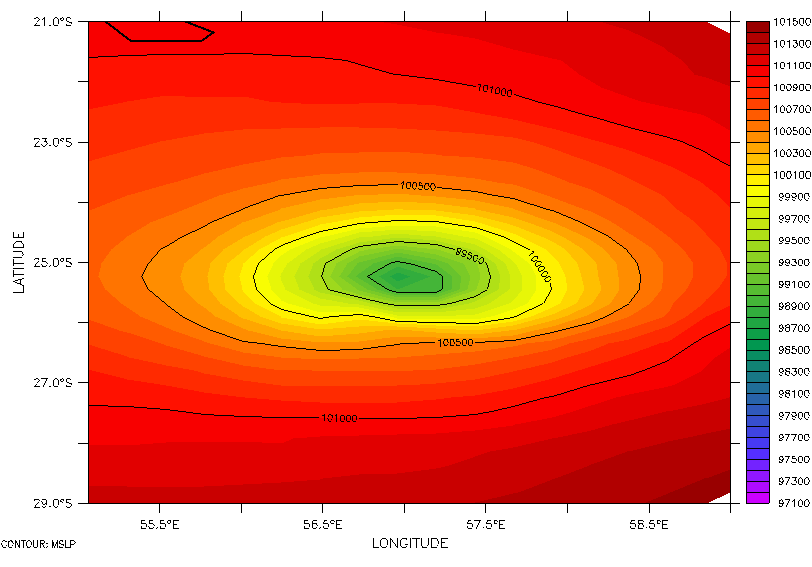 21.0°S
23.0°S
25.0°S
27.0°S
29.0°S
LATITUDE
55.5°E
56.5°E
57.5°E
58.5°E
LONGITUDE
CONTOUR: MSLP
101000
100500
99500
100000
100500
101000
101500
101300
101100
100900
100700
100500
100300
100100
99900
99700
99500
99300
99100
98900
98700
98500
98300
98100
97900
97700
97500
97300
97100